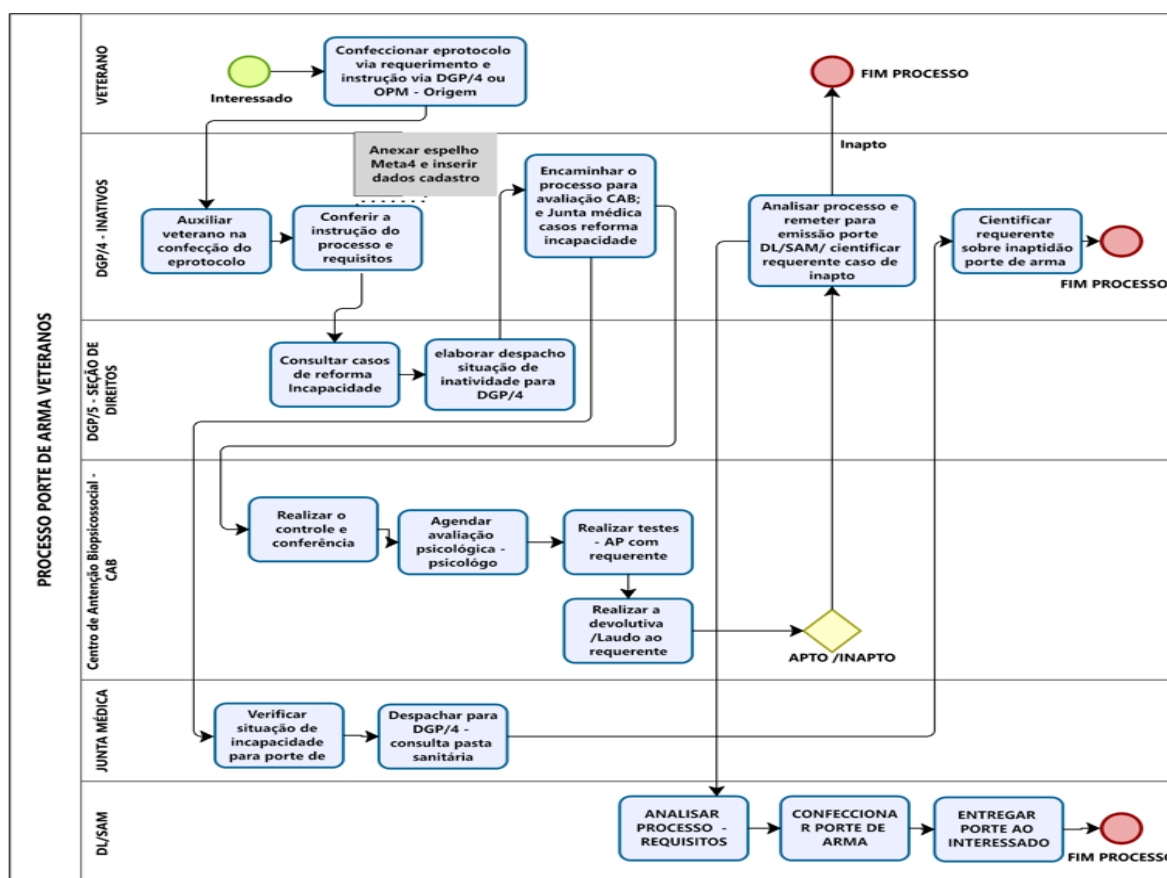 PROCESSO PORTE DE ARMA VETERANOS
VETERANO
Interessado
Confeccionar eprotocolo
via requerimento e
instrução via DGP/4 ou
OPM - Origem
FIM PROCESSO
DGP/4 - INATIVOS
Anexar espelho
Meta4 e inserir
dados cadastro
Inapto
Auxiliar
veterano na
confecção do
eprotocolo
Conferir a
instrução do
processo e
requisitos
Encaminhar o
processo para
avaliação CAB;
e Junta médica
casos reforma
incapacidade
Analisar processo e
remeter para
emissão porte
DL/SAM/ cientificar
requerente caso de
inapto
Cientificar
requerente
sobre inaptidão
porte de arma
FIM PROCESSO
DGP/5 - SEÇÃO DE
DIREITOS
Consultar casos
de reforma
Incapacidade
elaborar despacho
situação de
inatividade para
DGP/4
Centro de Antenção Biopsicossocial -
CAB
Realizar o
controle e
conferência
Agendar
avaliação
psicológica -
psicológo
Realizar testes
- AP com
requerente
Realizar a
devolutiva
/Laudo ao
requerente
APTO /INAPTO
JUNTA MÉDICA
Verificar
situação de
incapacidade
para porte de
Despachar para
DGP/4 -
consulta pasta
sanitária
DL/SAM
ANALISAR
PROCESSO -
REQUISITOS
CONFECCIONA
R PORTE DE
ARMA
ENTREGAR
PORTE AO
INTERESSADO
FIM PROCESSO